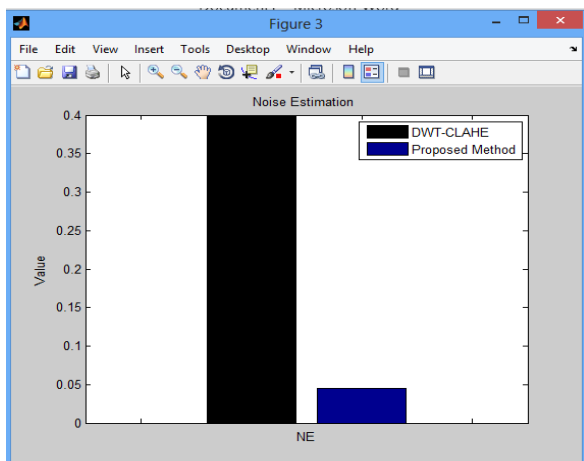 Figure 3
File Edit View Insert Tools Desktop Window Help
Noise Estimation
0.4
0.35
0.3
0.25
0.2
0.15
0.1
0.05
0
Value
DWT-CLAHE
Proposed Method
NE